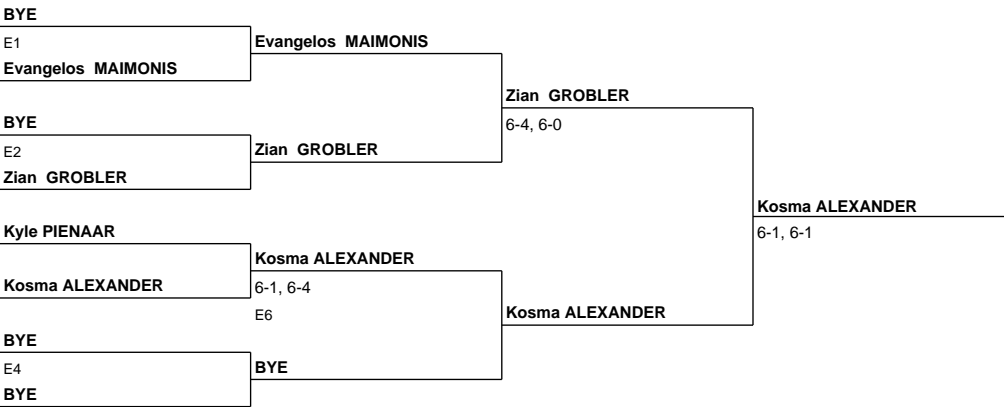 BYE
E1
Evangelos MAIMONIS
Evangelos MAIMONIS
BYE
E2
Zian GROBLER
Zian GROBLER
Zian GROBLER
6-4, 6-0
Kyle PIENAAR
Kosma ALEXANDER
Kosma ALEXANDER
6-1, 6-4
E6
BYE
E4
BYE
BYE
Kosma ALEXANDER
Kosma ALEXANDER
6-1, 6-1